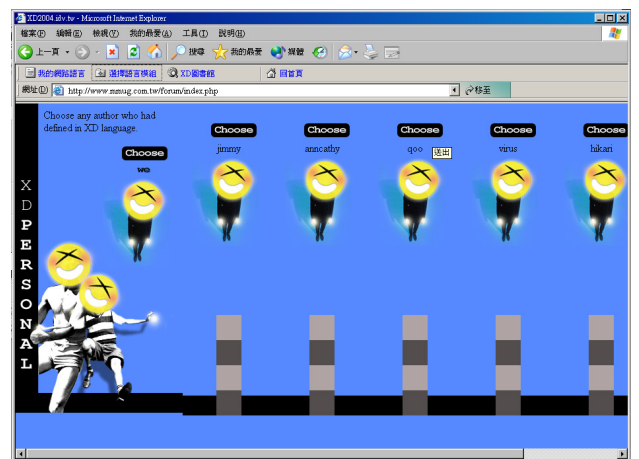 XD2004.idv.tw - Microsoft Internet Explorer
檔案(F) 編輯(E) 檢視(V) 我的最愛(A) 工具(T) 說明(H)
上一頁 搜尋 我的最愛 媒體
我的網路語言 選擇語言模組 XD圖書館 回首頁
網址(D) http://www.mmug.com.tw/forum/index.php 移至
Choose any author who had
defined in XD language.
Choose Choose Choose Choose Choose
jimmy anncathy qoo virus hikari
送出
Choose
we
XDPERSONAL